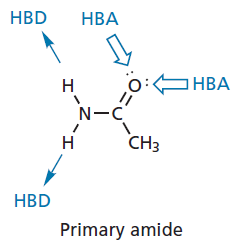 HBD HBA
H O HBA
N C
H CH₃
HBD
Primary amide